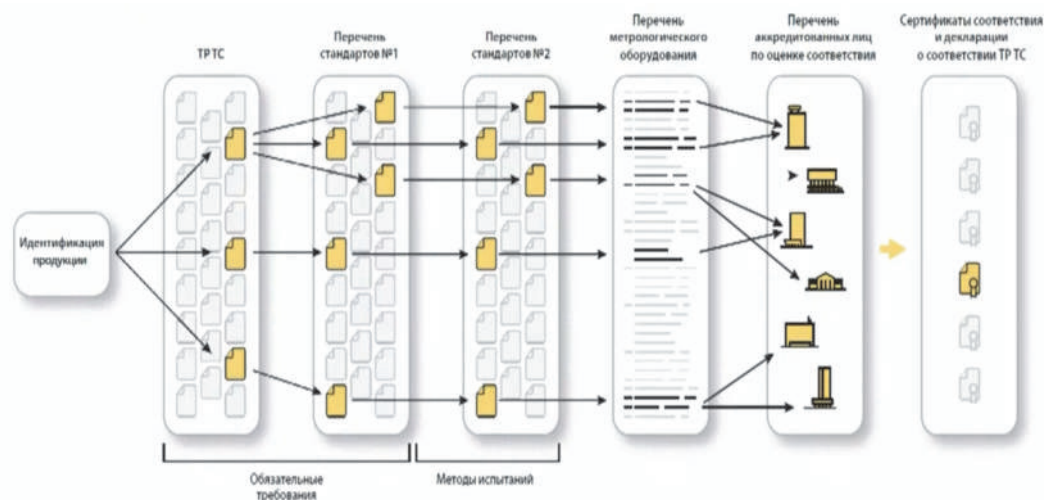 Идентификация
продукции
ТР ТС
Перечень
стандартов №1
Перечень
стандартов №2
Перечень
метрологического
оборудования
Перечень
аккредитованных лиц
по оценке соответствия
Сертификаты соответствия
и декларации
о соответствии ТР ТС
Обязательные
требования
Методы испытаний